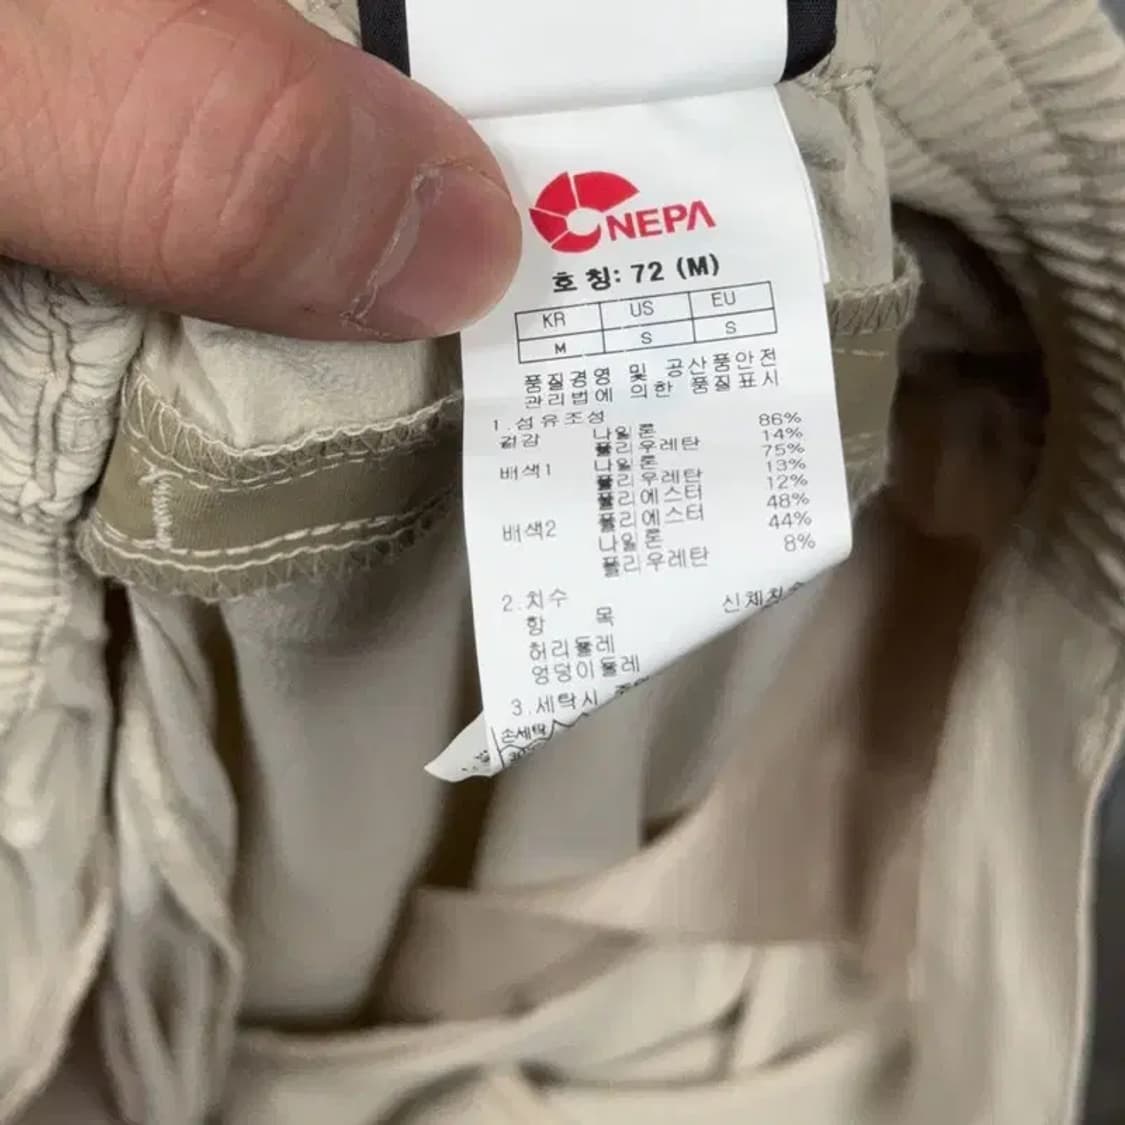 NEPA
호 칭: 72 (M)
KR US EU
M S S
품질경영 및 공산품안전
관리법에 의한 품질표시
1.섬유조성
겉감 나일론 86%
폴리우레탄 14%
배색1 나일론 75%
폴리우레탄 13%
폴리에스터 12%
배색2 폴리에스터 48%
나일론 44%
폴리우레탄 8%
2.치수
항 목 신체치수
허리둘레
엉덩이둘레
3.세탁시
손세탁